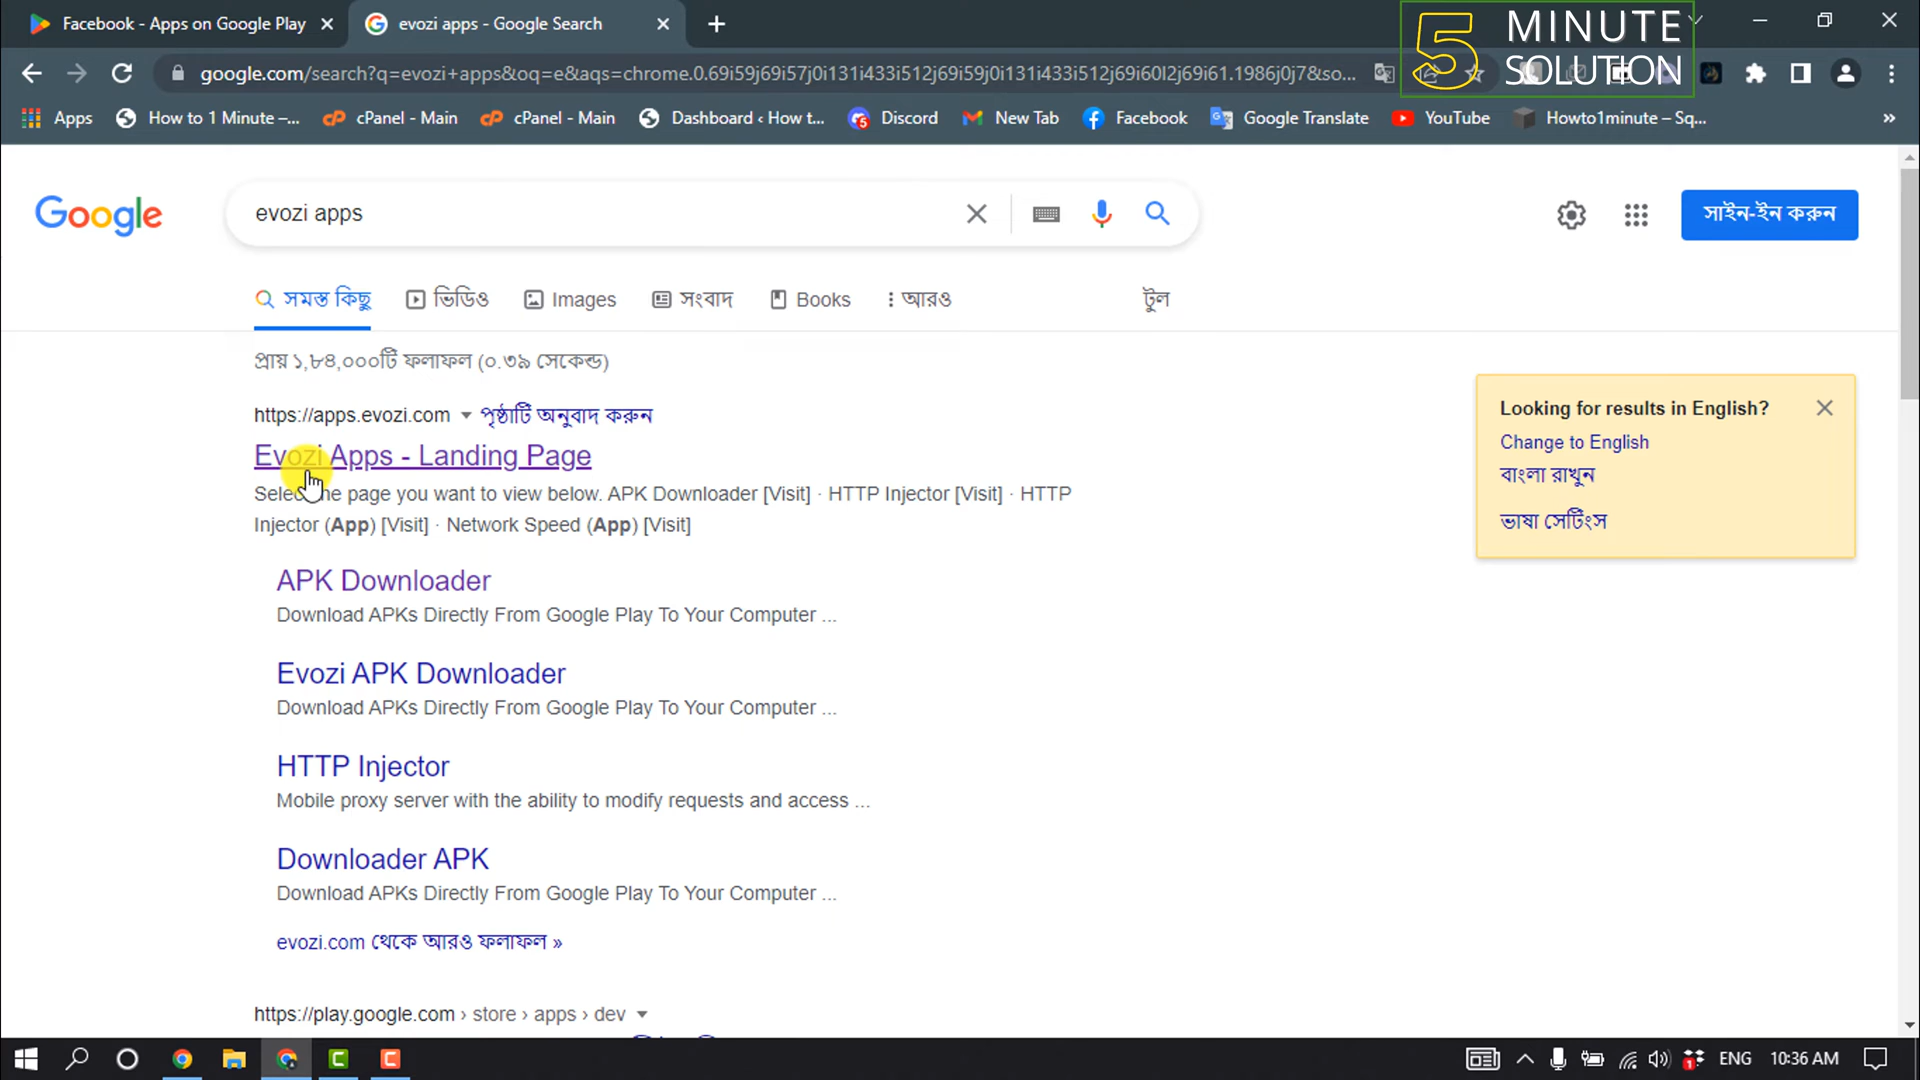 Facebook - Apps on Google Play
evozi apps - Google Search
5 MINUTE SOLUTION
google.com/search?q=evozi+apps&oq=e&aqs=chrome.0.69i59j69i57j0i131i433i512j69i59j0i131i433i512j69i60l2j69i61.1986j0j7&so...
Apps
How to 1 Minute –...
cPanel - Main
cPanel - Main
Dashboard ‹ How t...
Discord
New Tab
Facebook
Google Translate
YouTube
Howto1minute – Sq...
»
Google
evozi apps
সাইন-ইন করুন
সমস্ত কিছু
ভিডিও
Images
সংবাদ
Books
আরও
টুল
প্রায় ১,৮৪,০০০টি ফলাফল (০.৩৯ সেকেন্ড)
https://apps.evozi.com পৃষ্ঠাটি অনুবাদ করুন
Evozi Apps - Landing Page
Select the page you want to view below. APK Downloader [Visit] · HTTP Injector [Visit] · HTTP
Injector (App) [Visit] · Network Speed (App) [Visit]
APK Downloader
Download APKs Directly From Google Play To Your Computer ...
Evozi APK Downloader
Download APKs Directly From Google Play To Your Computer ...
HTTP Injector
Mobile proxy server with the ability to modify requests and access ...
Downloader APK
Download APKs Directly From Google Play To Your Computer ...
evozi.com থেকে আরও ফলাফল »
https://play.google.com › store › apps › dev
Looking for results in English?
Change to English
বাংলা রাখুন
ভাষা সেটিংস
ENG
10:36 AM